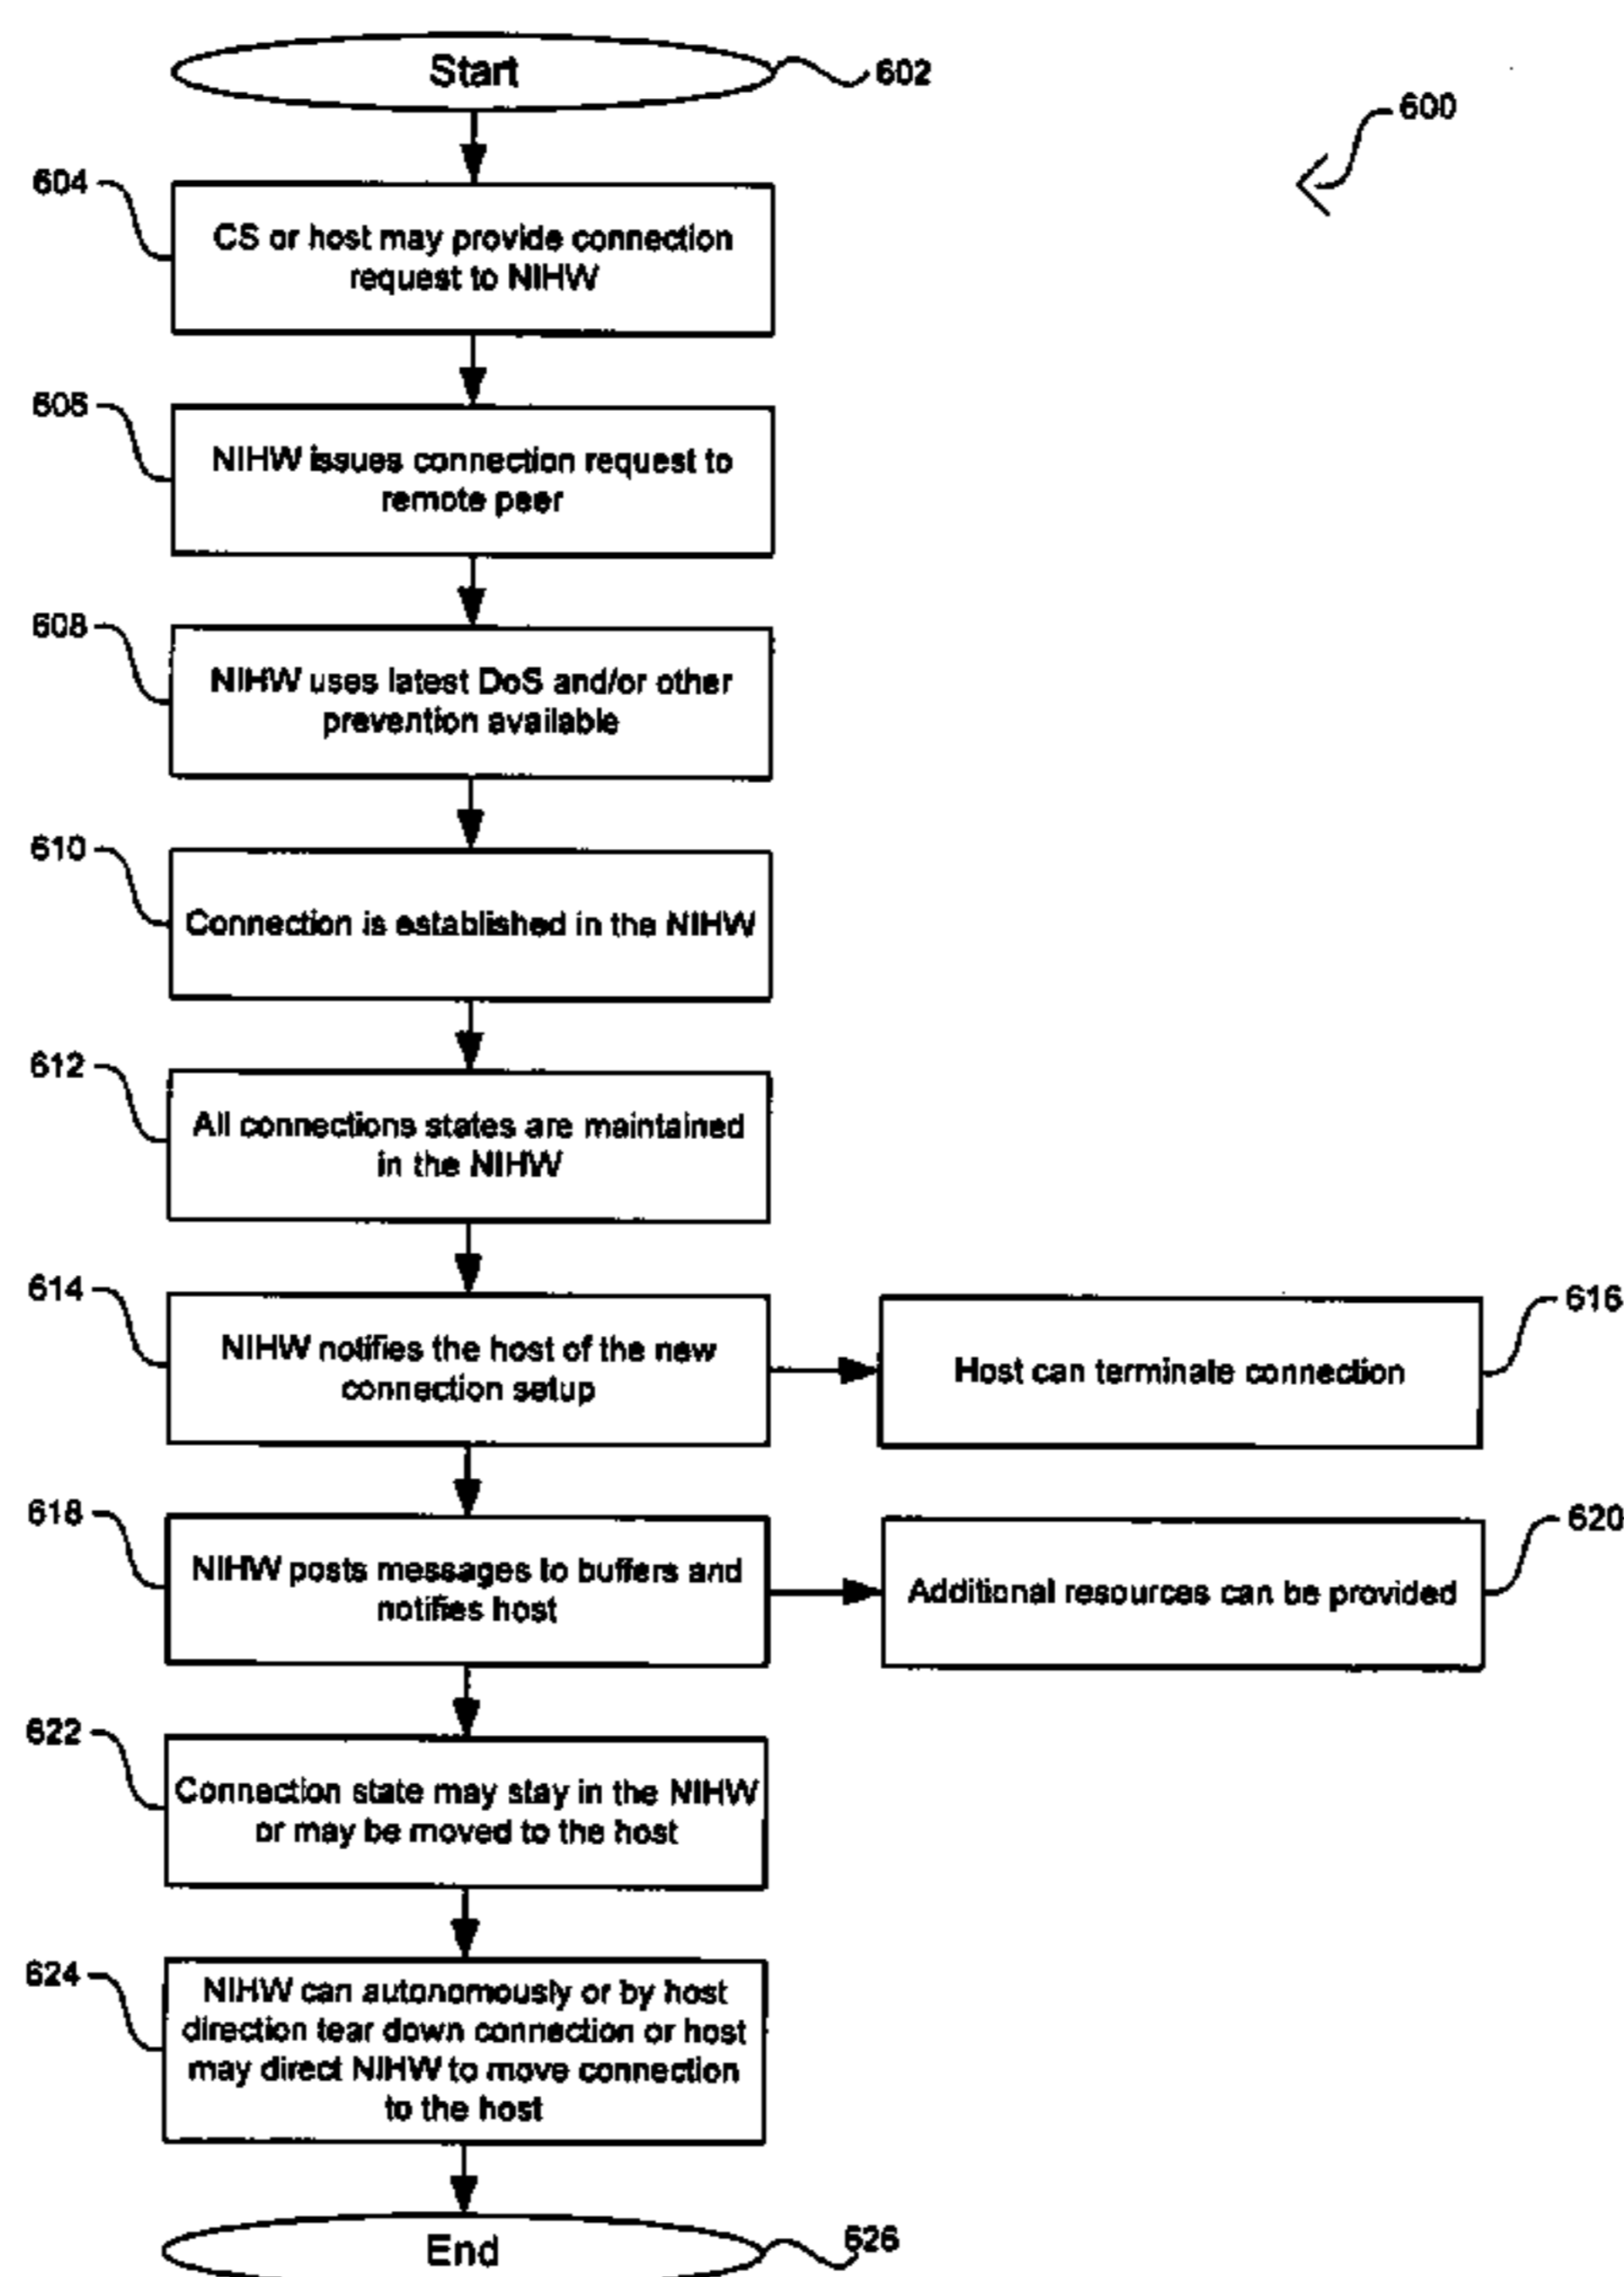 Start
602
600
604
CS or host may provide connection
request to NIHW
606
NIHW issues connection request to
remote peer
608
NIHW uses latest DoS and/or other
prevention available
610
Connection is established in the NIHW
612
All connections states are maintained
in the NIHW
614
NIHW notifies the host of the new
connection setup
616
Host can terminate connection
618
NIHW posts messages to buffers and
notifies host
620
Additional resources can be provided
622
Connection state may stay in the NIHW
or may be moved to the host
624
NIHW can autonomously or by host
direction tear down connection or host
may direct NIHW to move connection
to the host
End
626